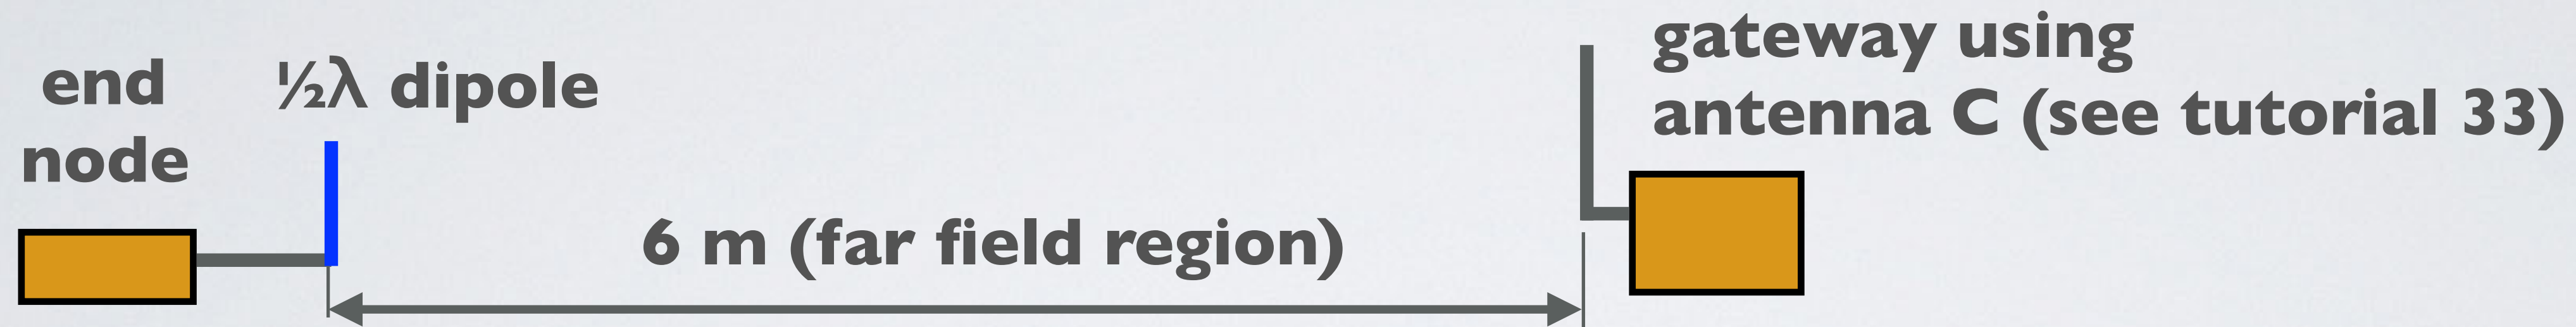 end
node
½λ dipole
6 m (far field region)
gateway using
antenna C (see tutorial 33)